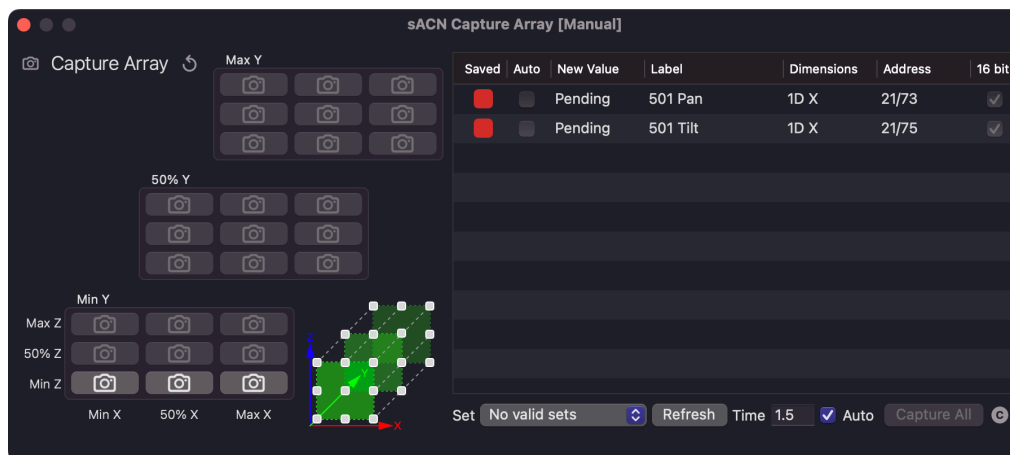 sACN Capture Array [Manual]
Capture Array
Max Y
50% Y
Min Y
Max Z
50% Z
Min Z
Min X 50% X Max X
Z
Y
X
Saved Auto New Value Label Dimensions Address 16 bit
Pending 501 Pan 1D X 21/73
Pending 501 Tilt 1D X 21/75
Set No valid sets Refresh Time 1.5 Auto Capture All C